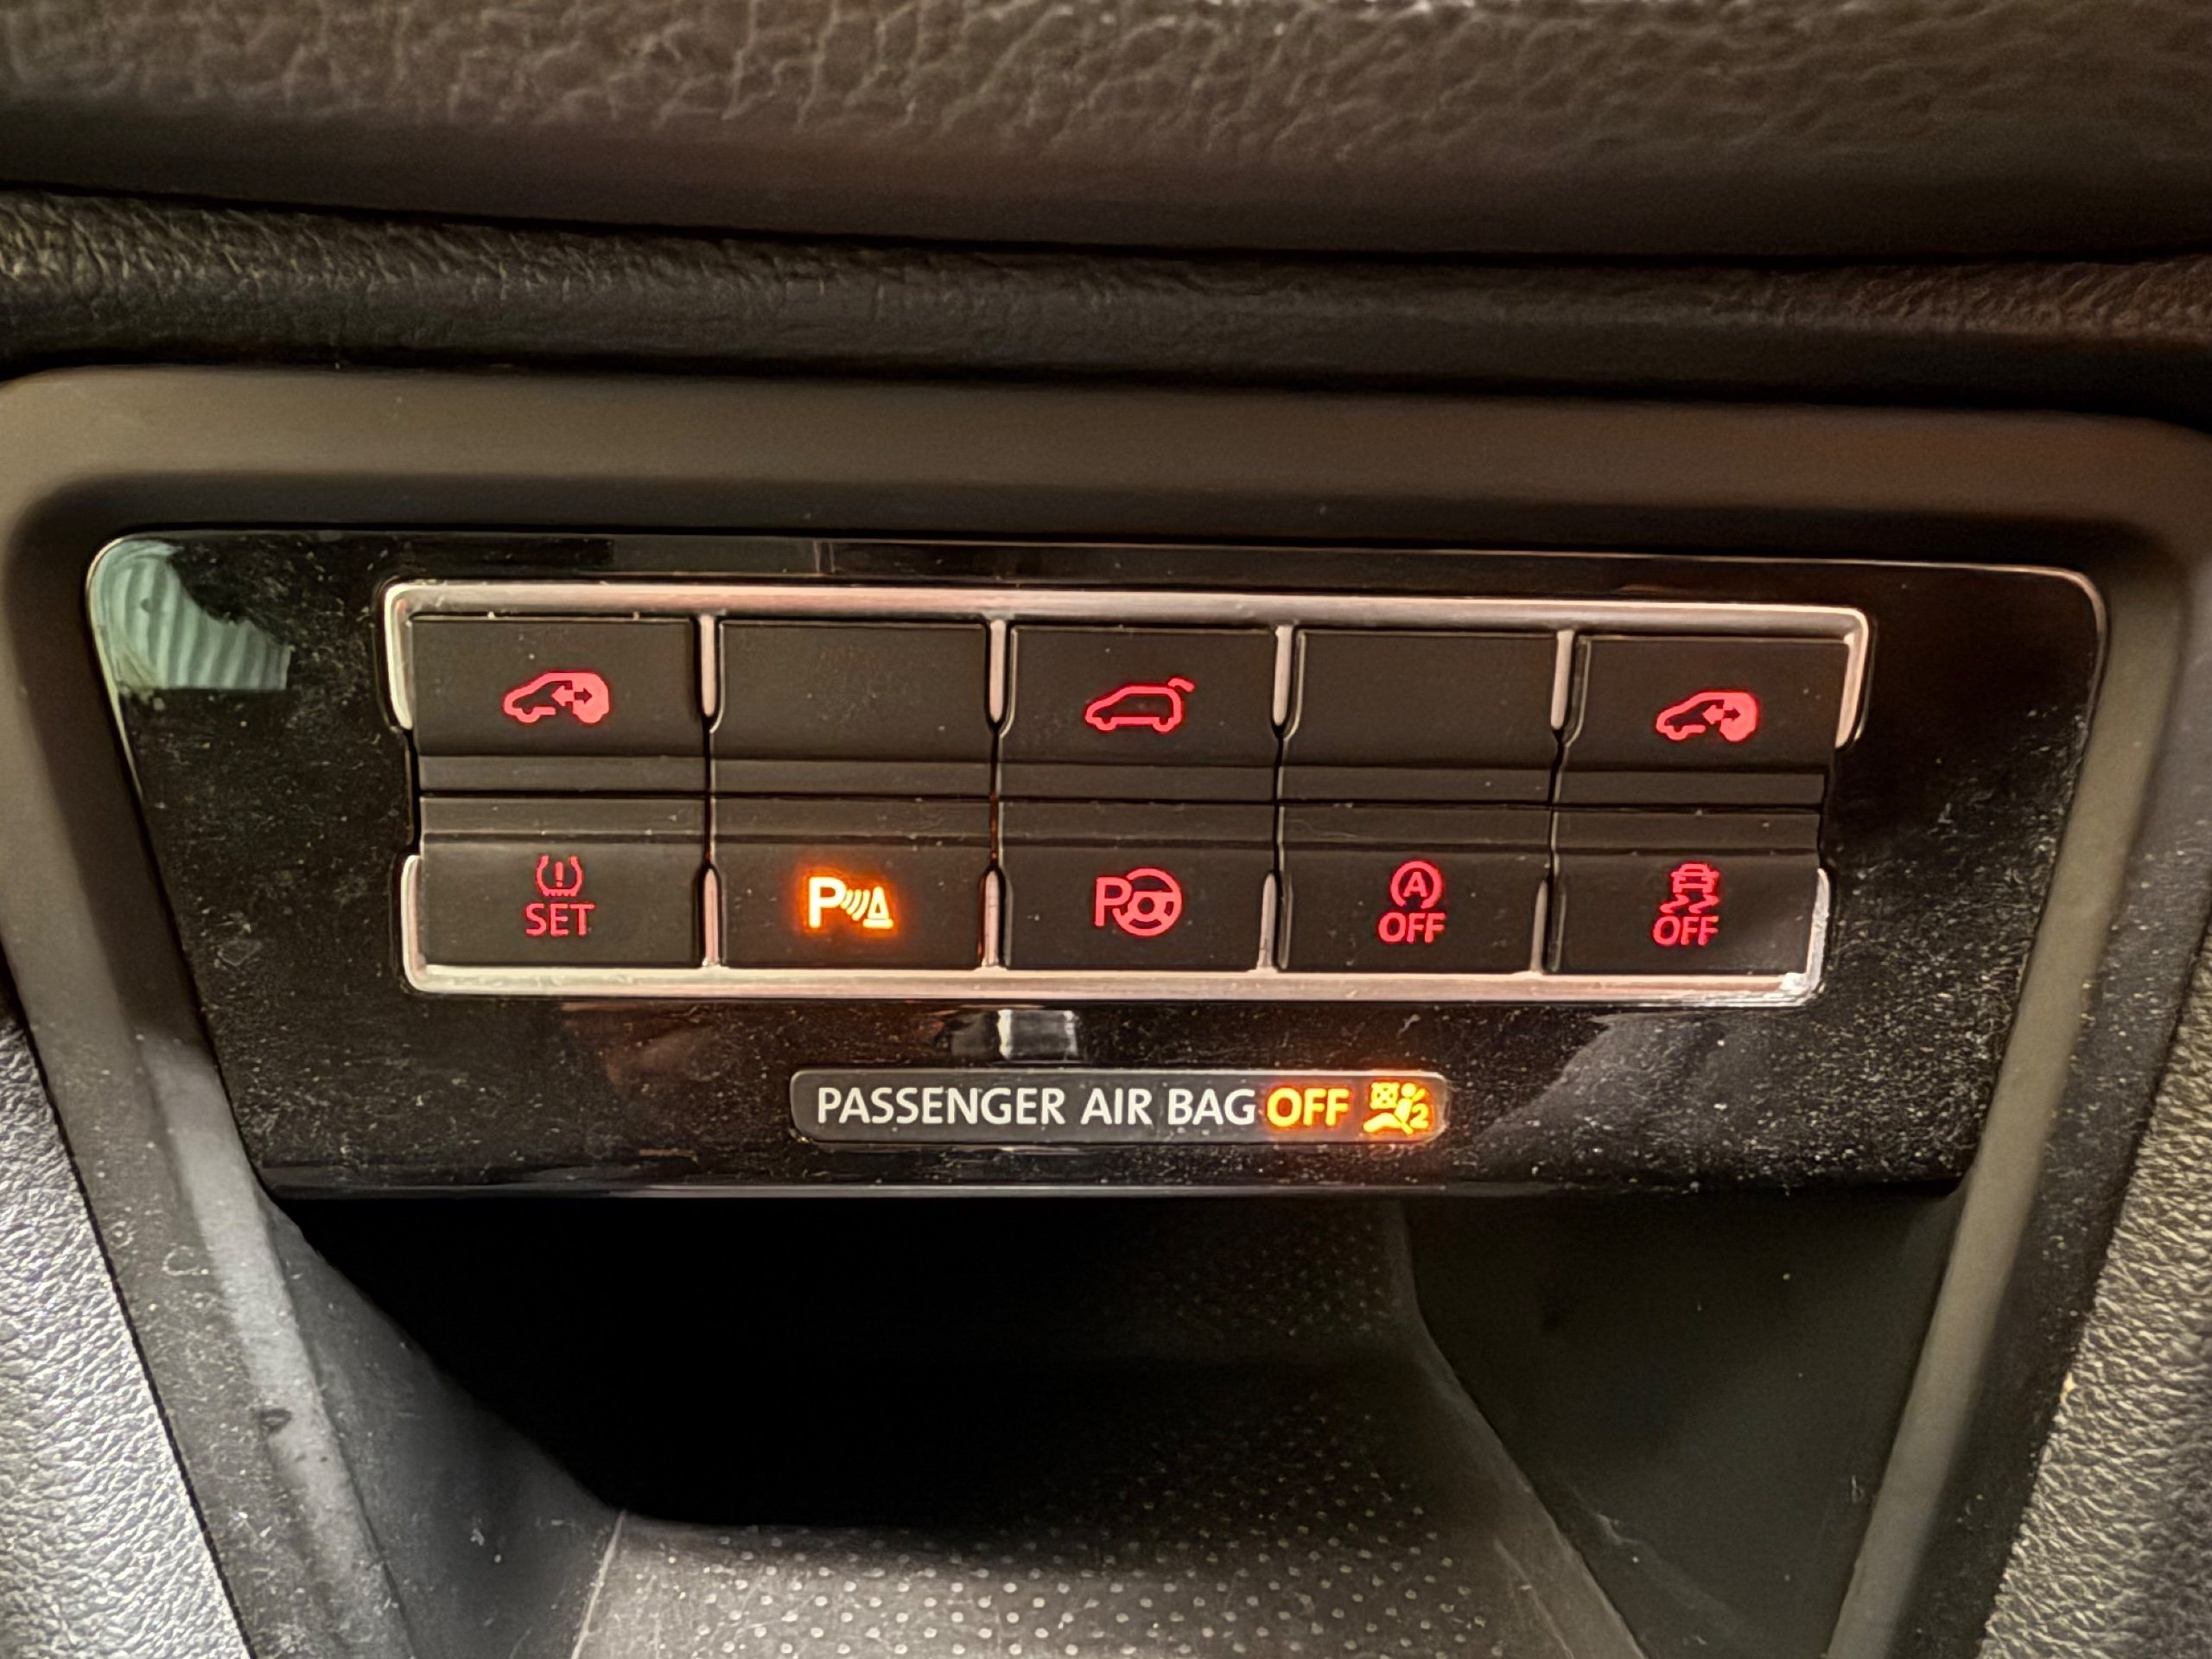 SET P P A OFF OFF
PASSENGER AIR BAG OFF 2